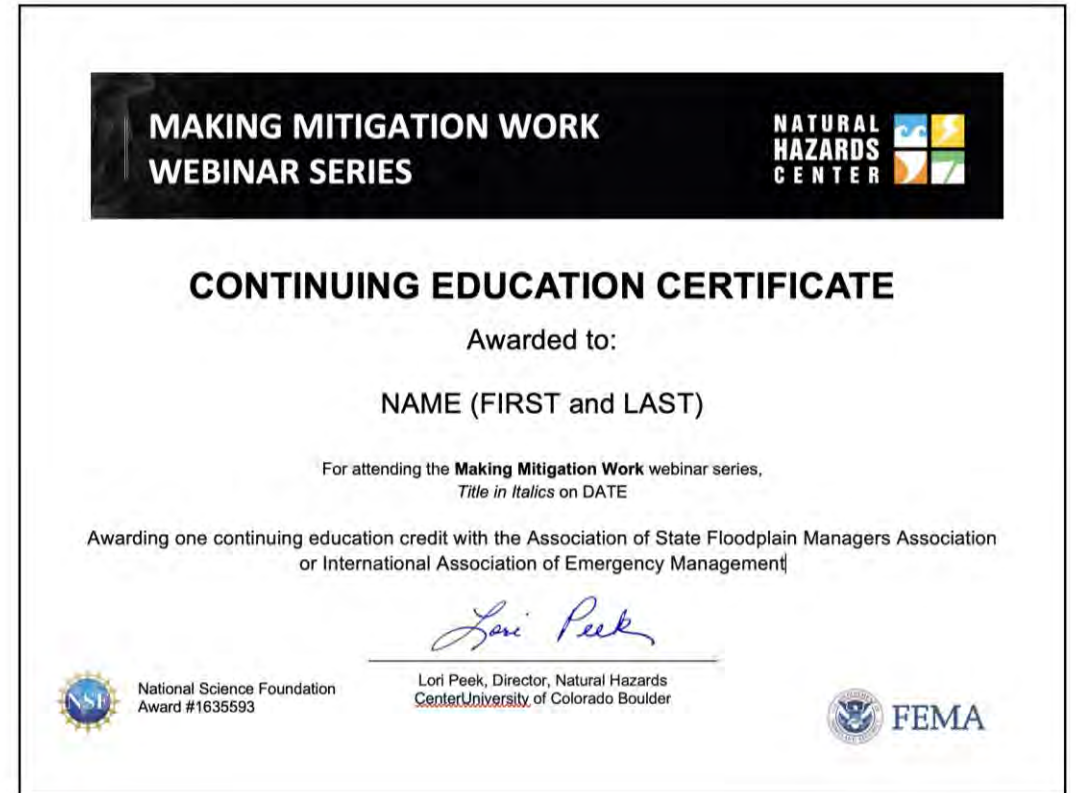 MAKING MITIGATION WORK
WEBINAR SERIES
NATURAL
HAZARDS
CENTER
CONTINUING EDUCATION CERTIFICATE
Awarded to:
NAME (FIRST and LAST)
For attending the Making Mitigation Work webinar series,
Title in Italics on DATE
Awarding one continuing education credit with the Association of State Floodplain Managers Association
or International Association of Emergency Management
Lori Peek
Lori Peek, Director, Natural Hazards
CenterUniversity of Colorado Boulder
NSF
National Science Foundation
Award #1635593
FEMA